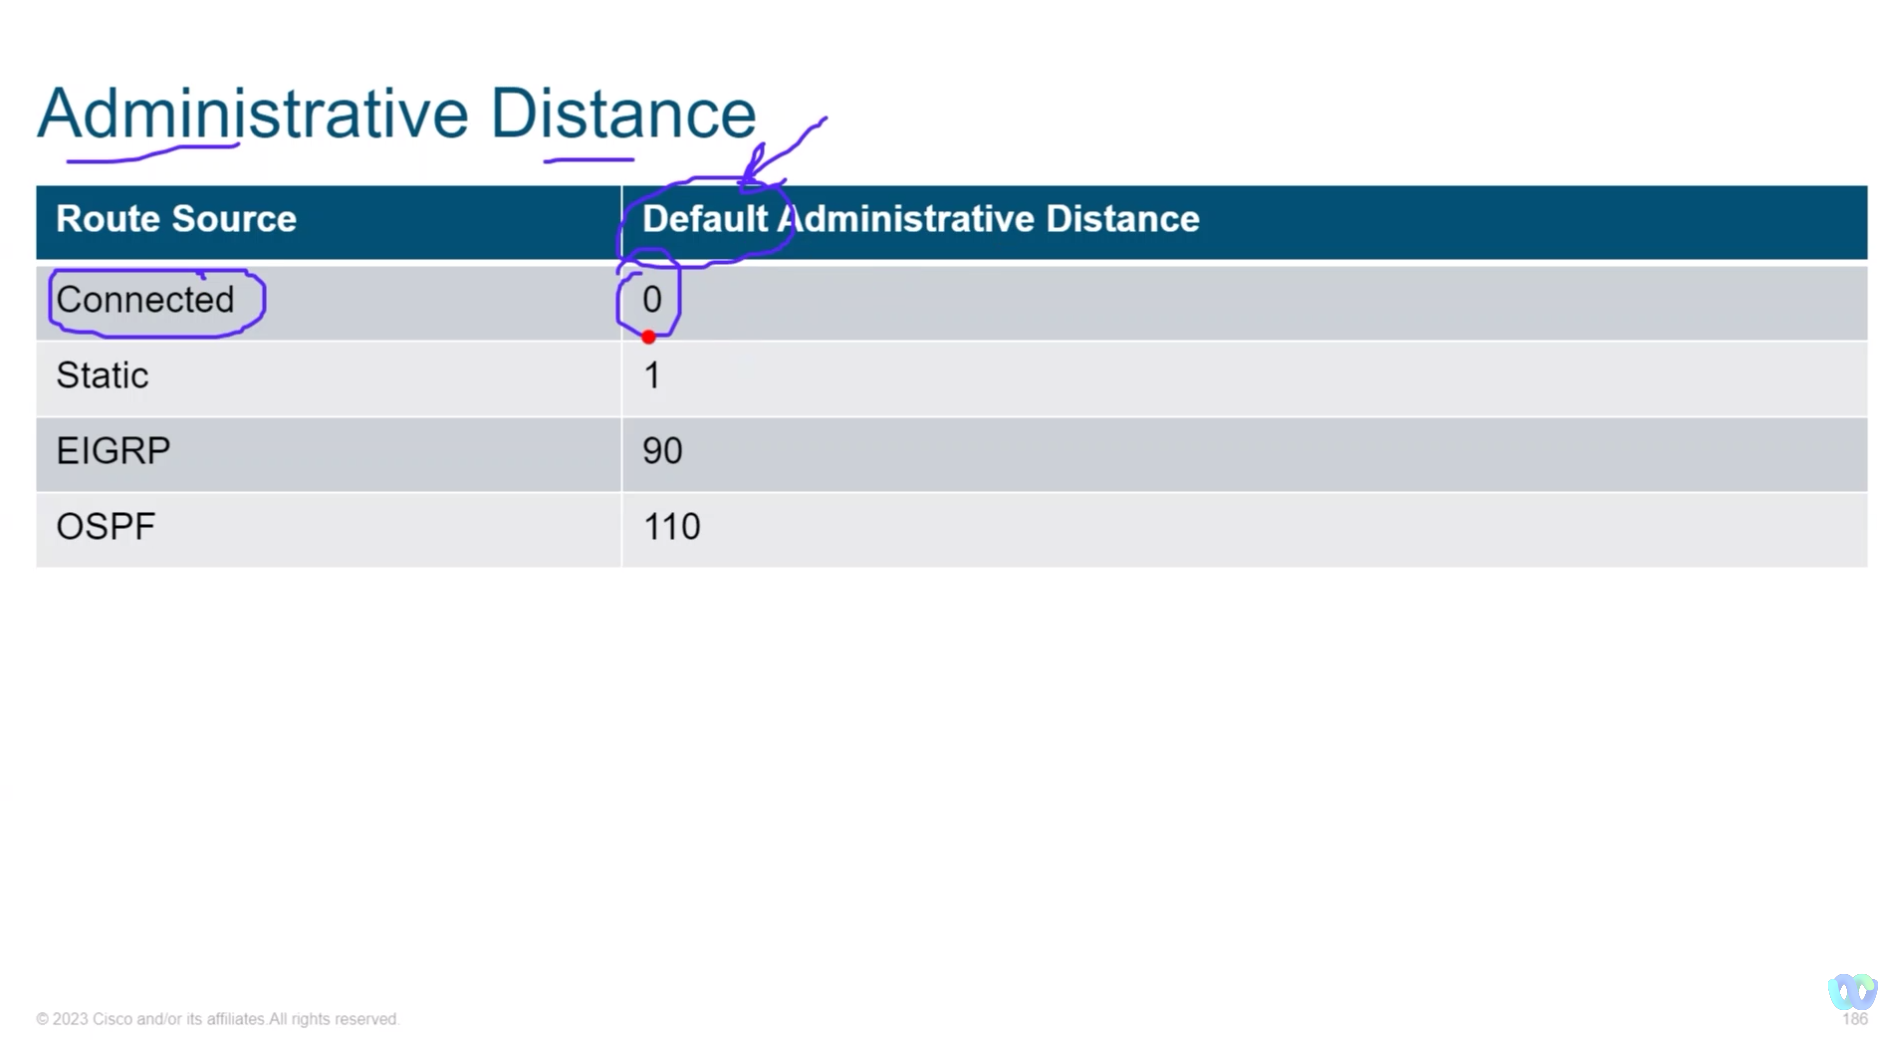 Administrative Distance
Route Source Default Administrative Distance
Connected 0
Static 1
EIGRP 90
OSPF 110
© 2023 Cisco and/or its affiliates.All rights reserved.
186